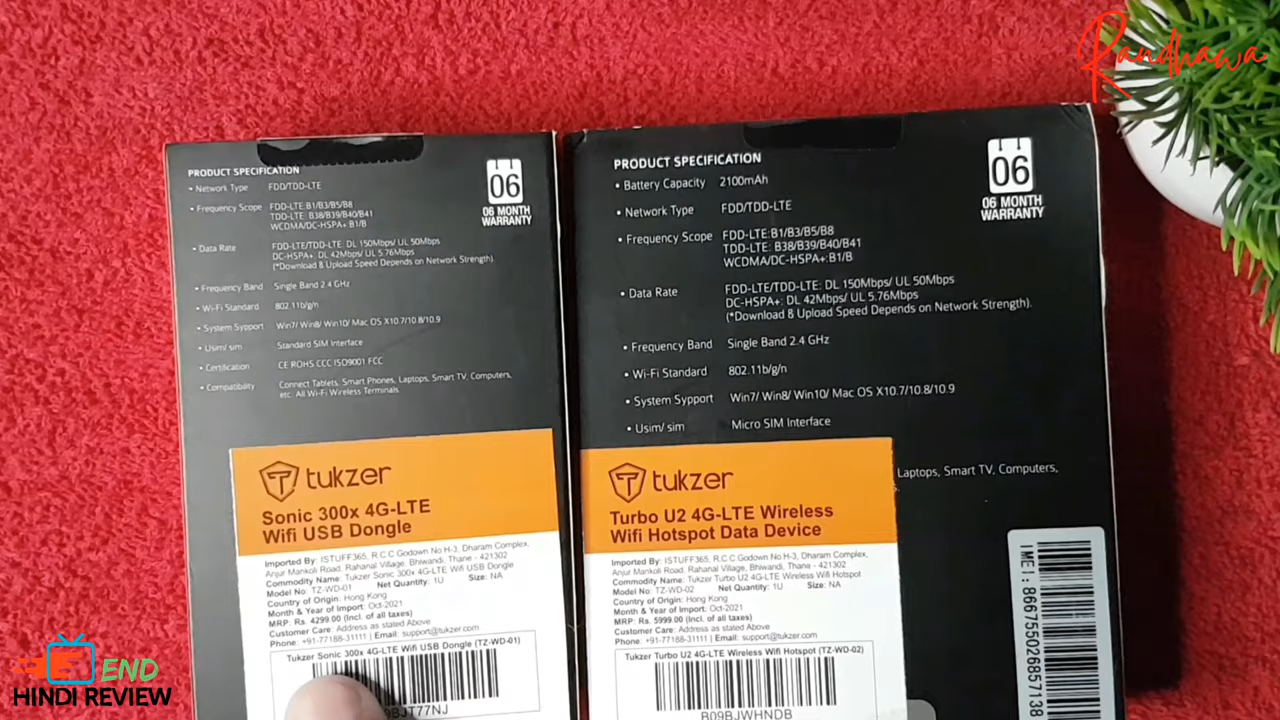 Randhawa
PRODUCT SPECIFICATION
• Network Type FDD/TDD-LTE
• Frequency Scope FDD-LTE:B1/B3/B5/B8
TDD-LTE: B38/B39/B40/B41
WCDMA/DC-HSPA+ B1/B
• Data Rate FDD-LTE/TDD-LTE: DL 150Mbps/ UL 50Mbps
DC-HSPA+: DL 42Mbps/ UL 5.76Mbps
(*Download & Upload Speed Depends on Network Strength).
• Frequency Band Single Band 2.4 GHz
• Wi-Fi Standard 802.11b/g/n
• System Support Win7/ Win8/ Win10/ Mac OS X10.7/10.8/10.9
• Usim/ sim Standard SIM Interface
• Certification CE ROHS CCC ISO9001 FCC
• Compatibility Connect Tablets, Smart Phones, Laptops, Smart TV, Computers,
etc. All Wi-Fi Wireless Terminals
06
06 MONTH
WARRANTY
tukzer
Sonic 300x 4G-LTE
Wifi USB Dongle
Imported By: ISTUFF365, R.C.C Godown No H-3, Dharam Complex,
Anjur Mankoli Road, Rahanal Village, Bhiwandi, Thane - 421302
Commodity Name: Tukzer Sonic 300x 4G-LTE Wifi USB Dongle
Model No: TZ-WD-01 Net Quantity: 1U Size: NA
Country of Origin: Hong Kong
Month & Year of Import: Oct-2021
MRP: Rs. 4299.00 (Incl. of all taxes)
Customer Care: Address as stated Above
Phone: +91-77188-31111 | Email: support@tukzer.com
Tukzer Sonic 300x 4G-LTE Wifi USB Dongle (TZ-WD-01)
BJT77NJ
PRODUCT SPECIFICATION
• Battery Capacity 2100mAh
• Network Type FDD/TDD-LTE
• Frequency Scope FDD-LTE:B1/B3/B5/B8
TDD-LTE: B38/B39/B40/B41
WCDMA/DC-HSPA+:B1/B
• Data Rate FDD-LTE/TDD-LTE: DL 150Mbps/ UL 50Mbps
DC-HSPA+: DL 42Mbps/ UL 5.76Mbps
(*Download & Upload Speed Depends on Network Strength).
• Frequency Band Single Band 2.4 GHz
• Wi-Fi Standard 802.11b/g/n
• System Support Win7/ Win8/ Win10/ Mac OS X10.7/10.8/10.9
• Usim/ sim Micro SIM Interface
Laptops, Smart TV, Computers,
06
06 MONTH
WARRANTY
tukzer
Turbo U2 4G-LTE Wireless
Wifi Hotspot Data Device
Imported By: ISTUFF365, R.C.C Godown No H-3, Dharam Complex,
Anjur Mankoli Road, Rahanal Village, Bhiwandi, Thane - 421302
Commodity Name: Tukzer Turbo U2 4G-LTE Wireless Wifi Hotspot
Model No: TZ-WD-02 Net Quantity: 1U Size: NA
Country of Origin: Hong Kong
Month & Year of Import: Oct-2021
MRP: Rs. 5999.00 (Incl. of all taxes)
Customer Care: Address as stated Above
Phone: +91-77188-31111 | Email: support@tukzer.com
Tukzer Turbo U2 4G-LTE Wireless Wifi Hotspot (TZ-WD-02)
B09BJWHNDB
IMEI: 866755026857138
END
HINDI REVIEW